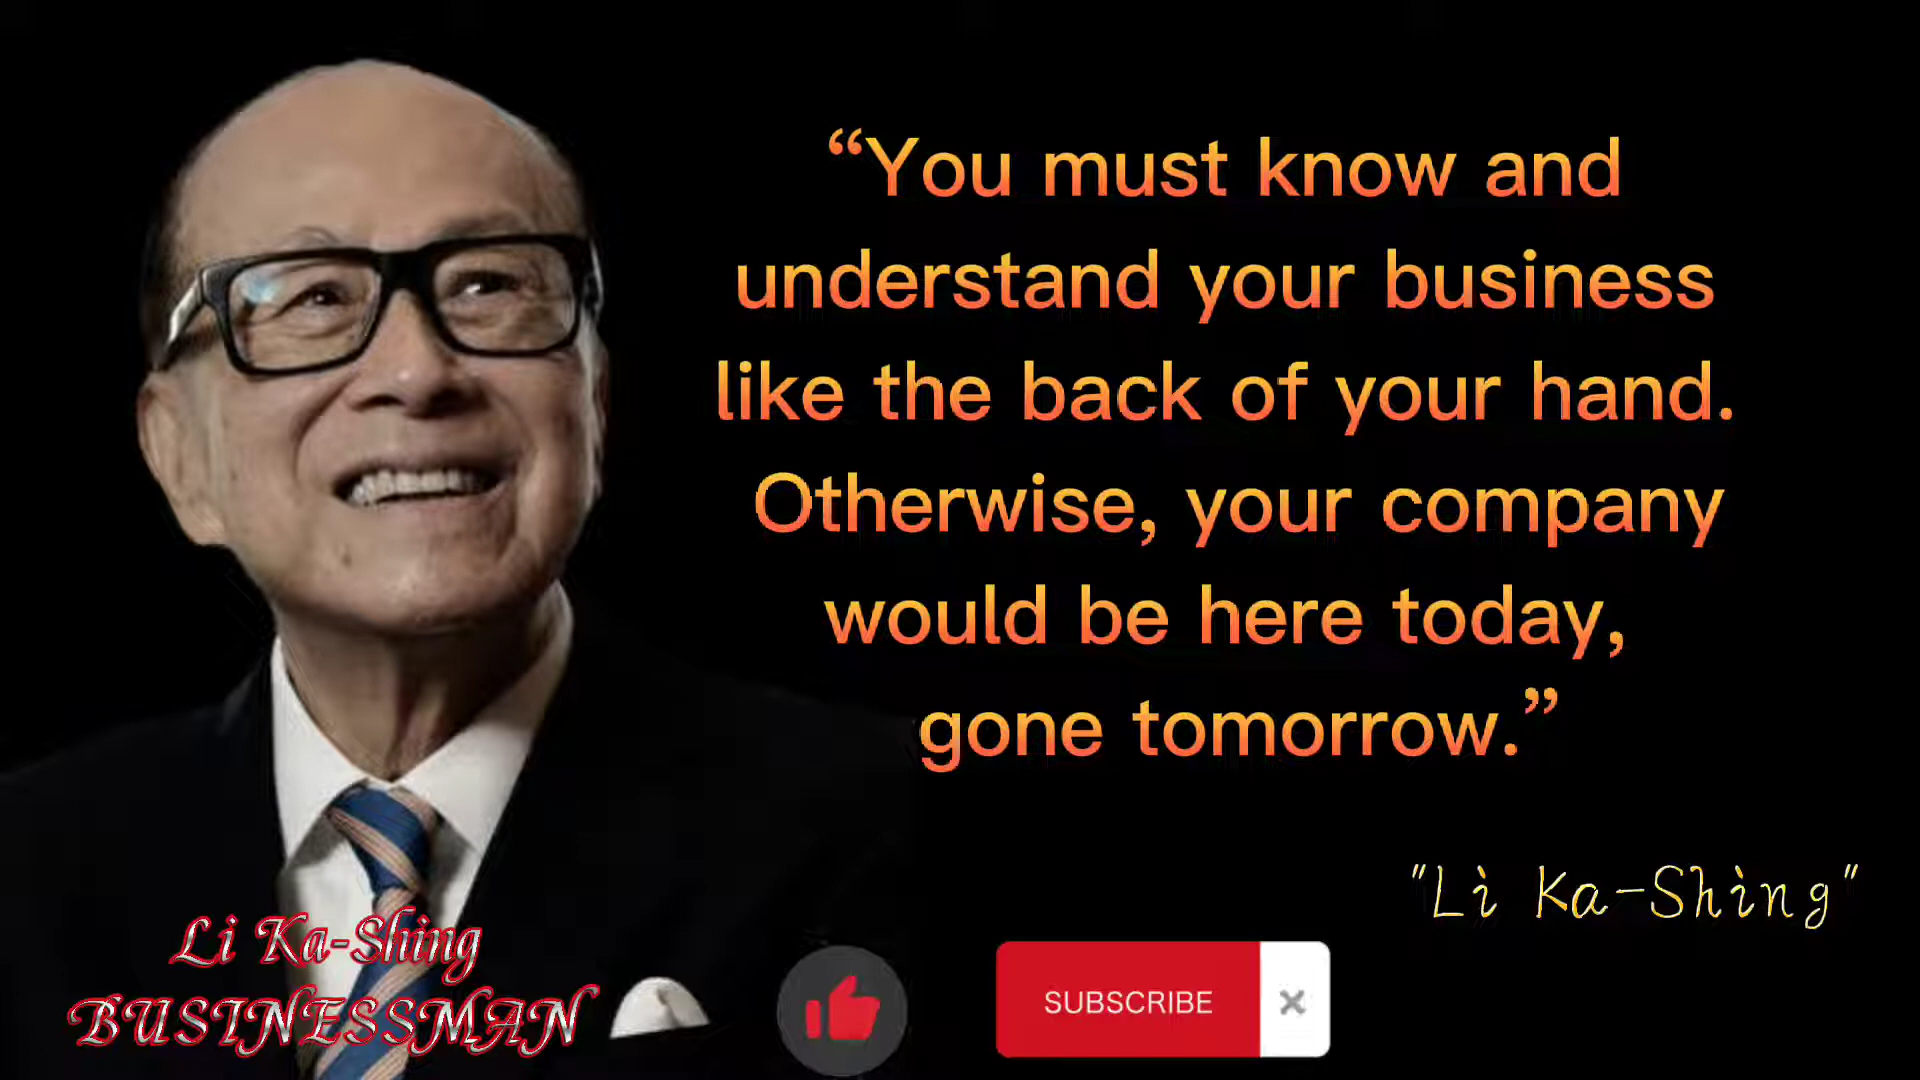 “You must know and
understand your business
like the back of your hand.
Otherwise, your company
would be here today,
gone tomorrow.”
"Li Ka-Shing"
Li Ka-Shing
BUSINESSMAN
SUBSCRIBE